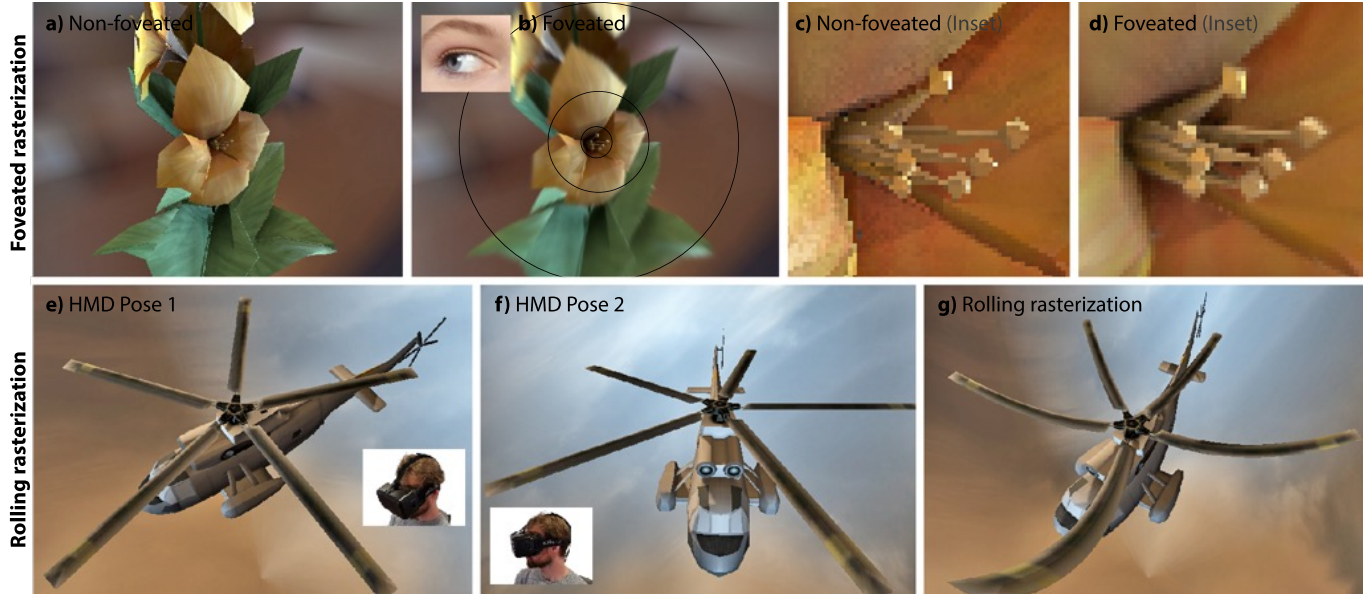 Foveated rasterization
a) Non-foveated
b) Foveated
c) Non-foveated (Inset)
d) Foveated (Inset)
Rolling rasterization
e) HMD Pose 1
f) HMD Pose 2
g) Rolling rasterization